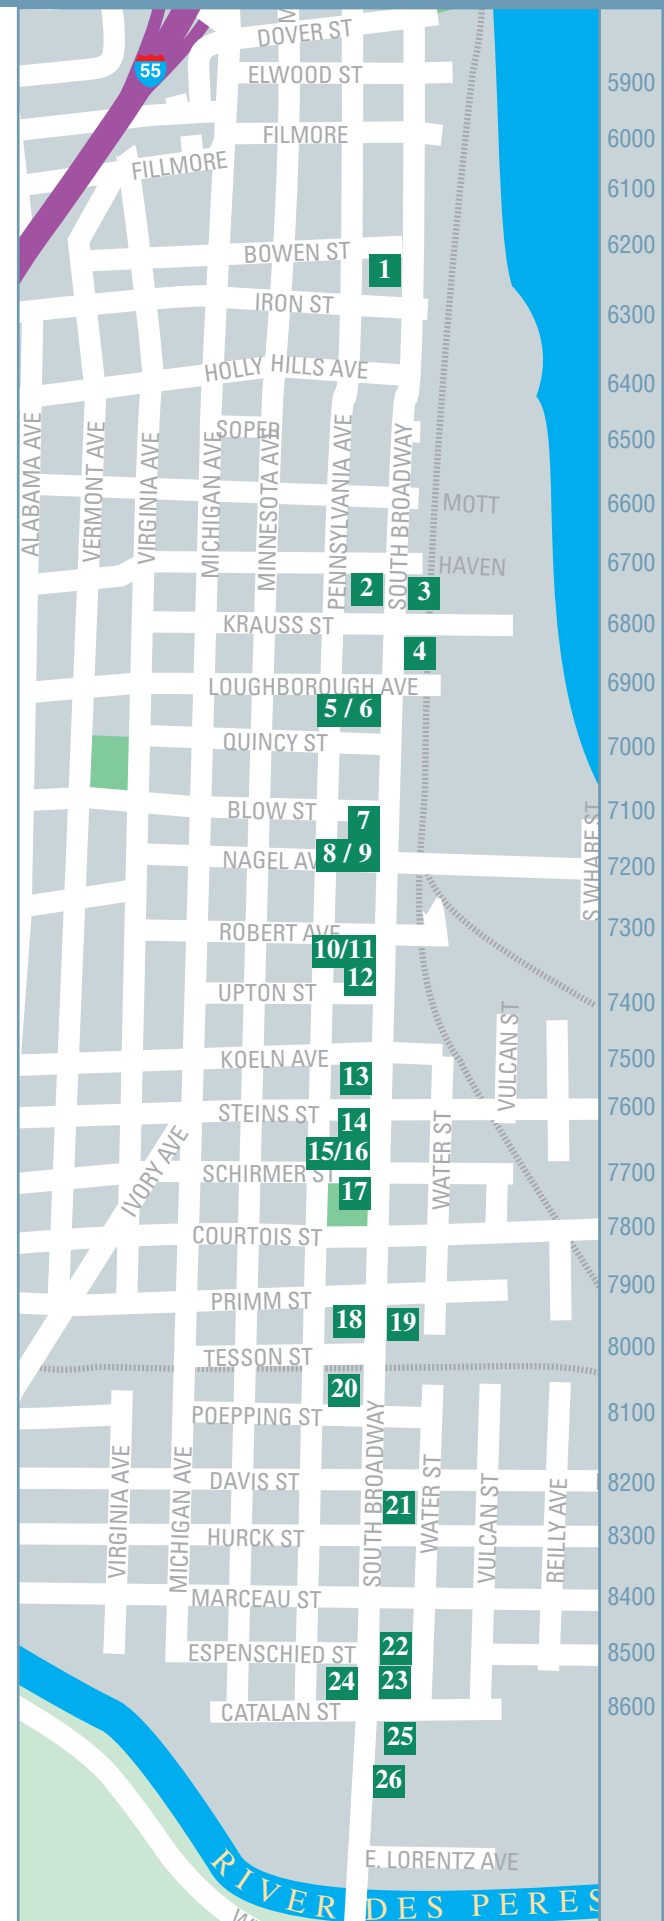 DOVER ST
55
ELWOOD ST
5900
FILMORE
6000
FILLMORE
6100
BOWEN ST
6200
1
IRON ST
6300
HOLLY HILLS AVE
6400
SOPER
6500
ALABAMA AVE
VERMONT AVE
VIRGINIA AVE
MICHIGAN AVE
MINNESOTA AVE
PENNSYLVANIA AVE
SOUTH BROADWAY
MOTT
6600
HAVEN
6700
2
3
KRAUSS ST
6800
4
LOUGHBOROUGH AVE
6900
5 / 6
QUINCY ST
7000
BLOW ST
7100
7
8 / 9
NAGEL AV
7200
S WHARF ST
ROBERT AVE
7300
10/11
12
UPTON ST
7400
KOELN AVE
7500
13
VULCAN ST
STEINS ST
7600
14
15/16
IVORY AVE
WATER ST
SCHIRMER ST
7700
17
COURTOIS ST
7800
7900
PRIMM ST
18
19
TESSON ST
8000
20
POEPPING ST
8100
VIRGINIA AVE
MICHIGAN AVE
SOUTH BROADWAY
WATER ST
VULCAN ST
REILLY AVE
DAVIS ST
8200
21
HURCK ST
8300
MARCEAU ST
8400
22
ESPENSCHIED ST
8500
24
23
CATALAN ST
8600
25
26
E. LORENTZ AVE
RIVER DES PERES